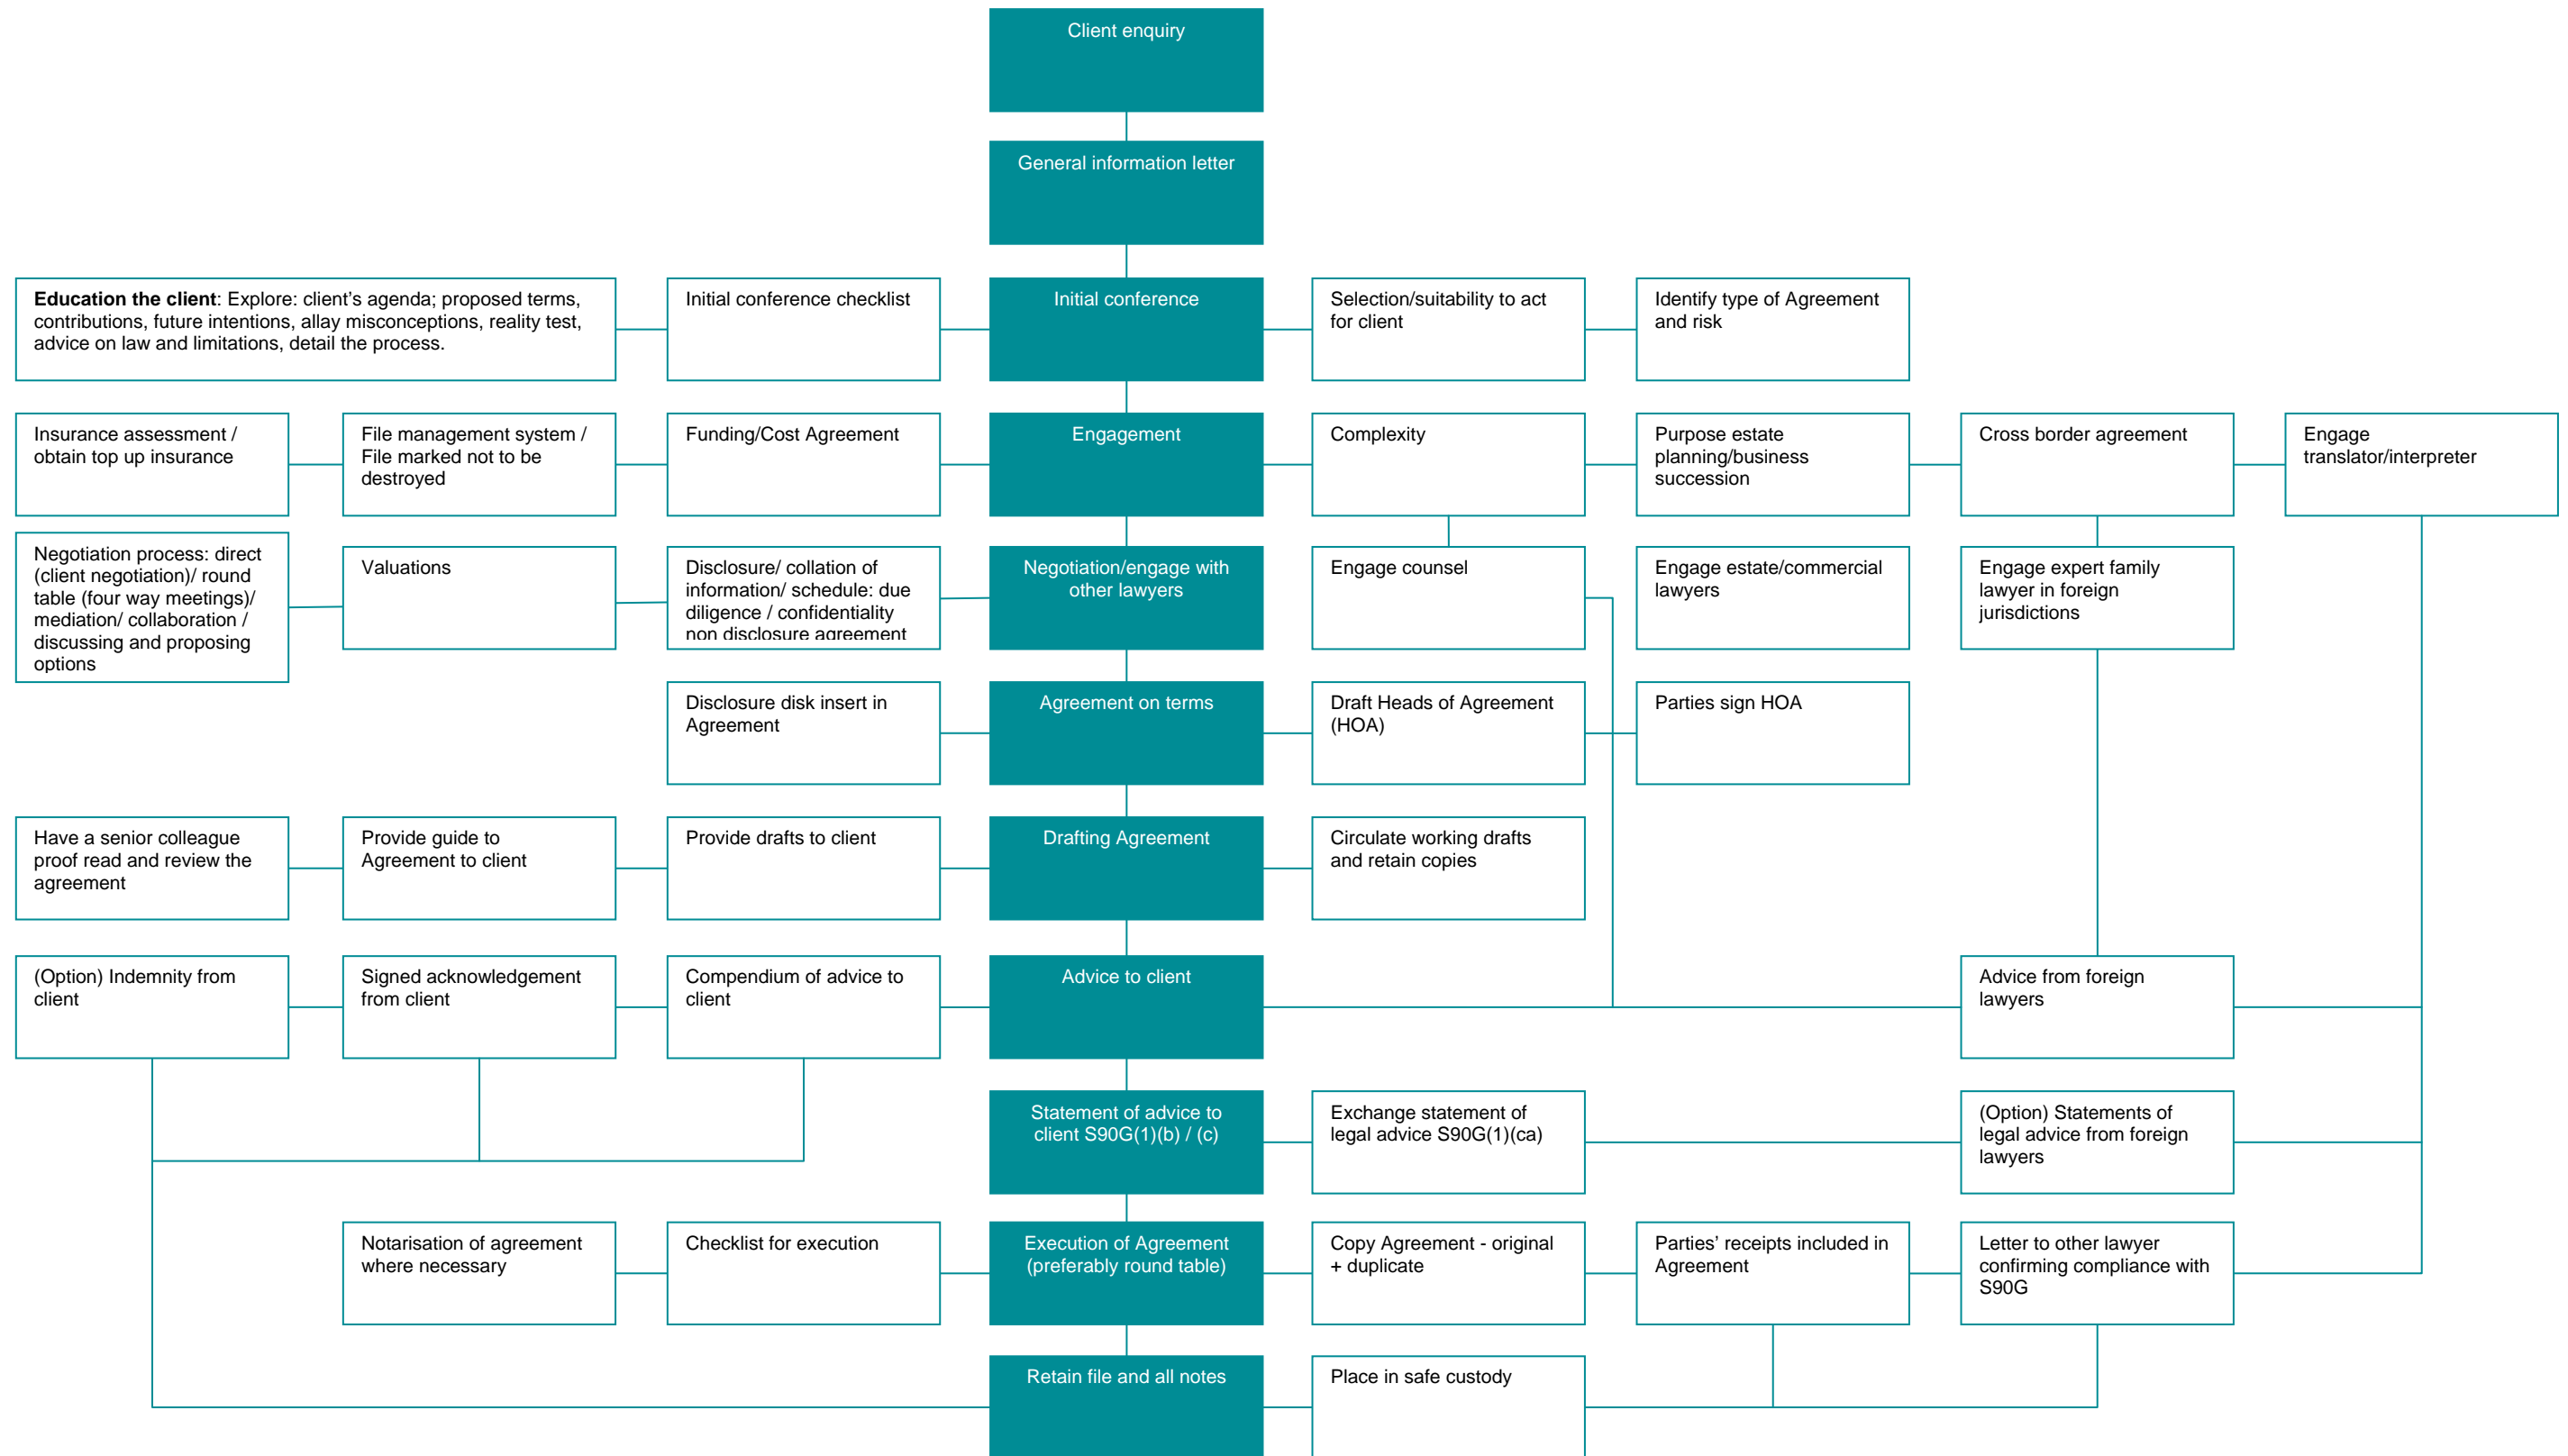 Client enquiry
General information letter
Education the client: Explore: client’s agenda; proposed terms,
contributions, future intentions, allay misconceptions, reality test,
advice on law and limitations, detail the process.
Initial conference checklist
Initial conference
Selection/suitability to act
for client
Identify type of Agreement
and risk
Insurance assessment /
obtain top up insurance
File management system /
File marked not to be
destroyed
Funding/Cost Agreement
Engagement
Complexity
Purpose estate
planning/business
succession
Cross border agreement
Engage
translator/interpreter
Negotiation process: direct
(client negotiation)/ round
table (four way meetings)/
mediation/ collaboration /
discussing and proposing
options
Valuations
Disclosure/ collation of
information/ schedule: due
diligence / confidentiality
non disclosure agreement
Negotiation/engage with
other lawyers
Engage counsel
Engage estate/commercial
lawyers
Engage expert family
lawyer in foreign
jurisdictions
Disclosure disk insert in
Agreement
Agreement on terms
Draft Heads of Agreement
(HOA)
Parties sign HOA
Have a senior colleague
proof read and review the
agreement
Provide guide to
Agreement to client
Provide drafts to client
Drafting Agreement
Circulate working drafts
and retain copies
(Option) Indemnity from
client
Signed acknowledgement
from client
Compendium of advice to
client
Advice to client
Advice from foreign
lawyers
Statement of advice to
client S90G(1)(b) / (c)
Exchange statement of
legal advice S90G(1)(ca)
(Option) Statements of
legal advice from foreign
lawyers
Notarisation of agreement
where necessary
Checklist for execution
Execution of Agreement
(preferably round table)
Copy Agreement - original
+ duplicate
Parties’ receipts included in
Agreement
Letter to other lawyer
confirming compliance with
S90G
Retain file and all notes
Place in safe custody